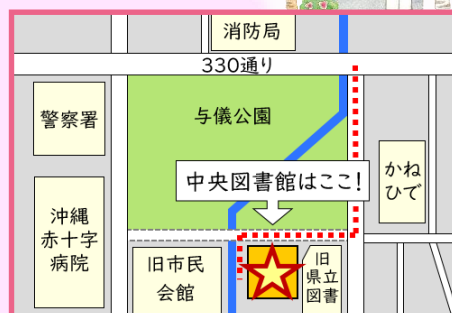 消防局
330通り
警察署
与儀公園
中央図書館はここ!
かね
ひで
沖縄
赤十字
病院
旧市民
会館
旧
県立
図書